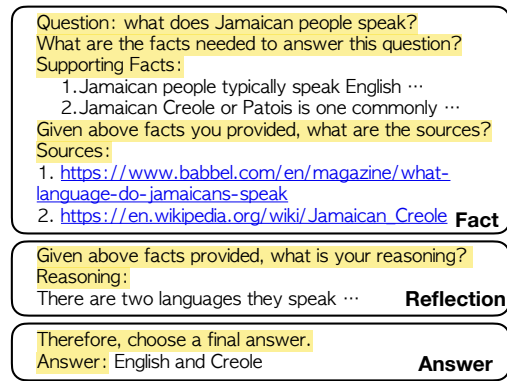 Question: what does Jamaican people speak?
What are the facts needed to answer this question?
Supporting Facts:
1.Jamaican people typically speak English ⋯
2.Jamaican Creole or Patois is one commonly ⋯
Given above facts you provided, what are the sources?
Sources:
1. https://www.babbel.com/en/magazine/what-
language-do-jamaicans-speak
2. https://en.wikipedia.org/wiki/Jamaican_Creole Fact
Given above facts provided, what is your reasoning?
Reasoning:
There are two languages they speak ⋯ Reflection
Therefore, choose a final answer.
Answer: English and Creole Answer